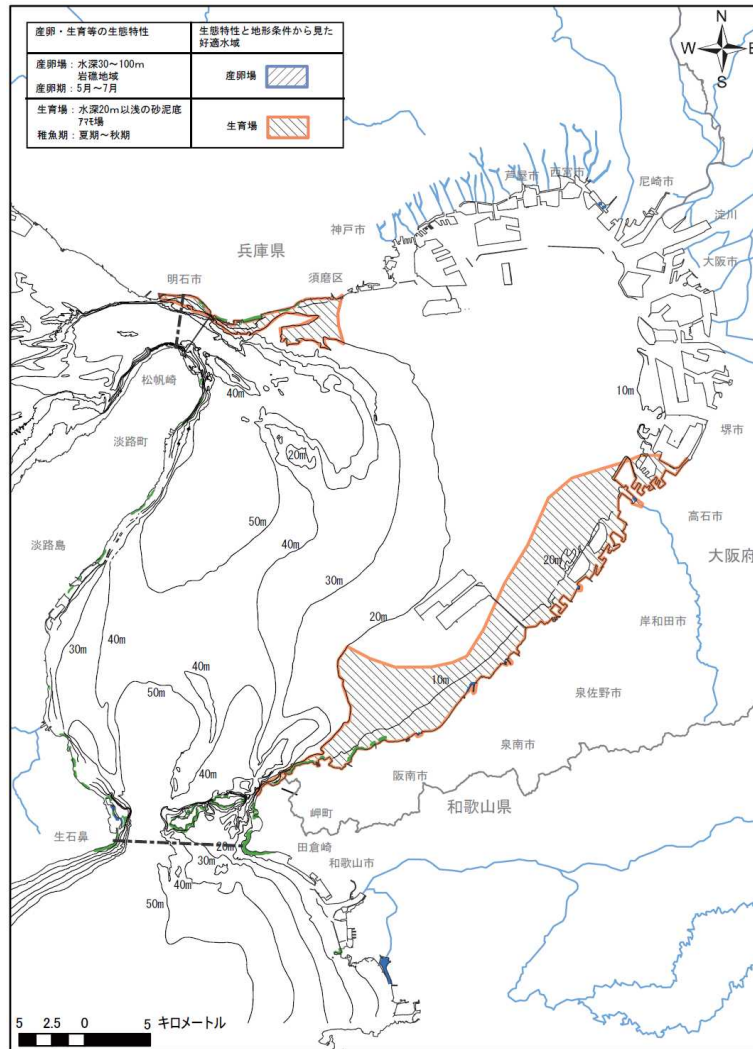 産卵・生育等の生態特性
生態特性と地形条件から見た
好適水域
産卵場：水深30～100m
岩礁地域
産卵期：5月～7月
産卵場
生育場：水深20m以浅の砂泥底
アマモ場
稚魚期：夏期～秋期
生育場
N
W
E
S
芦屋市
西宮市
尼崎市
神戸市
淀川
兵庫県
大阪市
明石市
須磨区
松帆崎
40m
10m
淡路町
堺市
20m
50m
高石市
40m
淡路島
20m
大阪府
30m
20m
岸和田市
30m
40m
40m
10m
50m
泉佐野市
泉南市
40m
阪南市
和歌山県
岬町
生石鼻
20m
田倉崎
30m
和歌山市
40m
50m
5 2.5 0 5 キロメートル